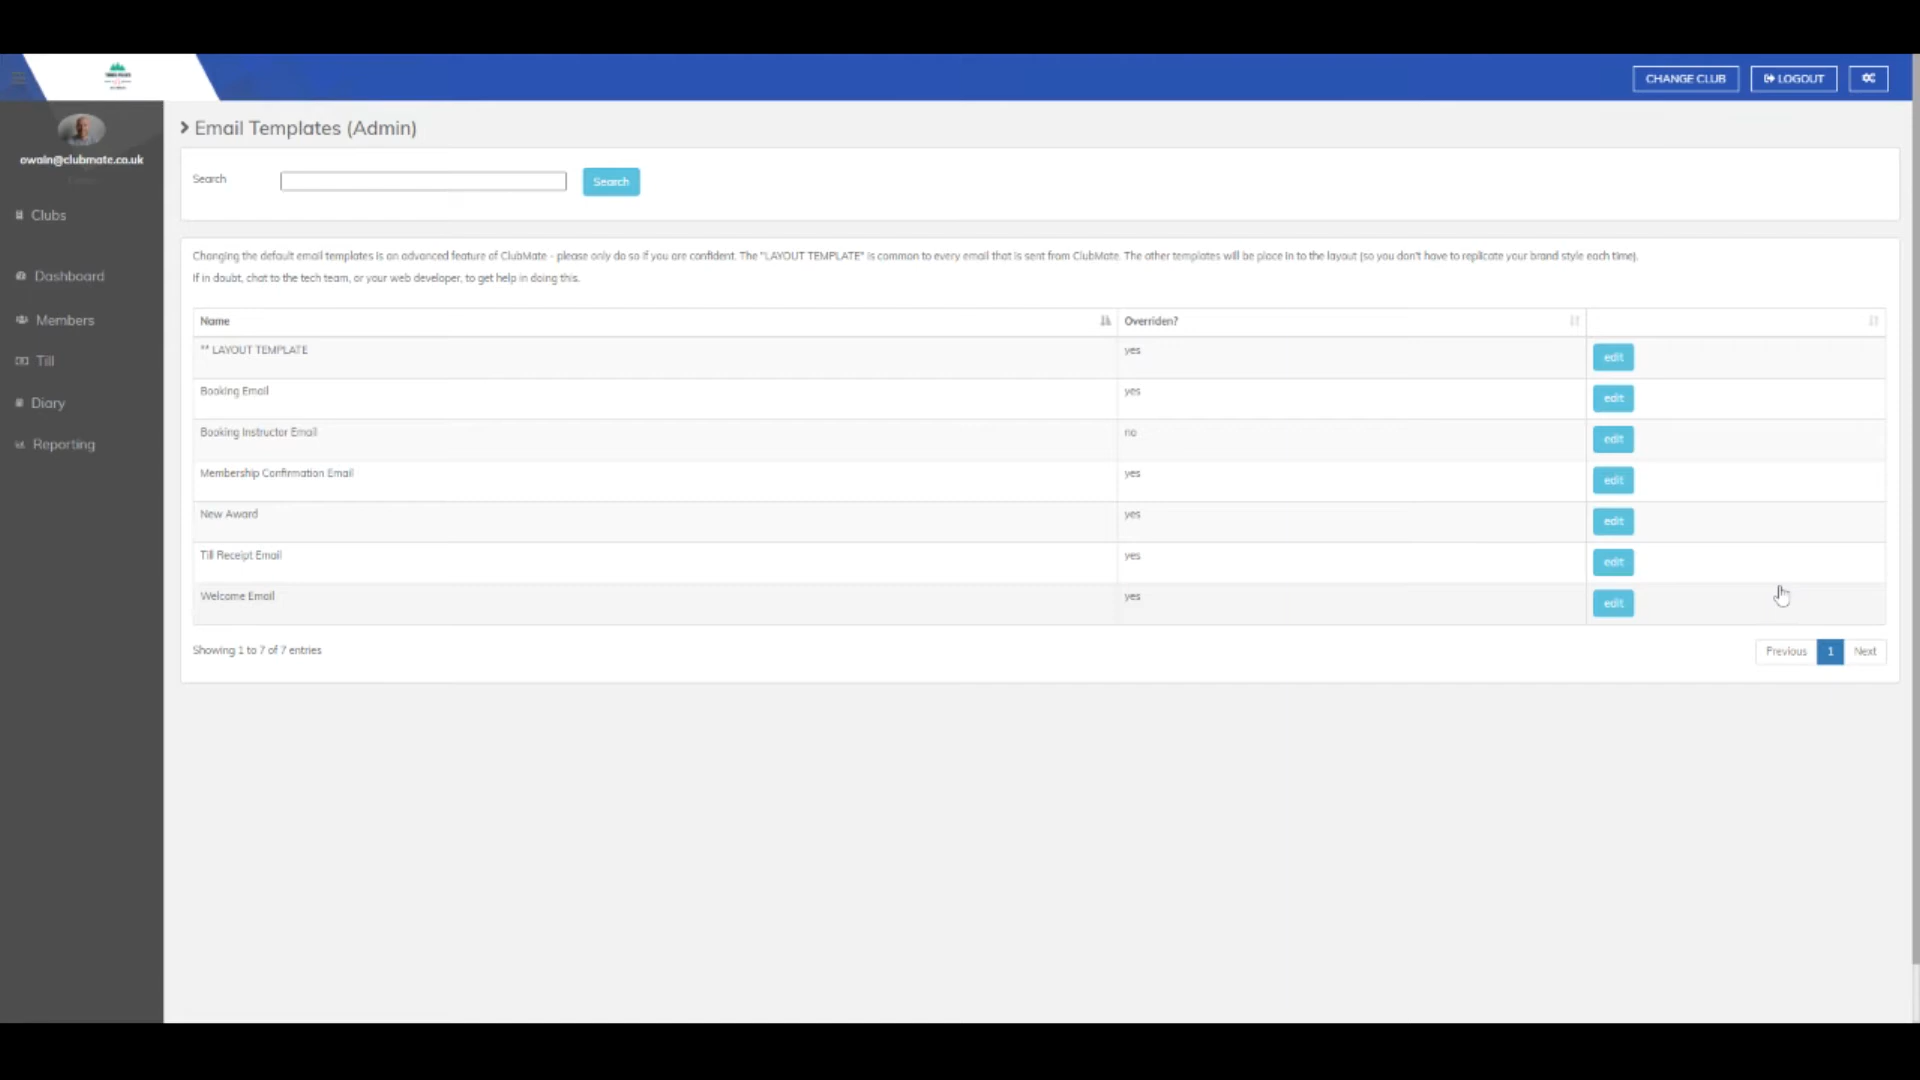 CHANGE CLUB
LOGOUT
owain@clubmate.co.uk
Clubs
Dashboard
Members
Till
Diary
Reporting
Email Templates (Admin)
Search
Search
Changing the default email templates is an advanced feature of ClubMate - please only do so if you are confident. The "LAYOUT TEMPLATE" is common to every email that is sent from ClubMate. The other templates will be place in to the layout (so you don't have to replicate your brand style each time).
If in doubt, chat to the tech team, or your web developer, to get help in doing this.
Name Overriden?
** LAYOUT TEMPLATE yes edit
Booking Email yes edit
Booking Instructor Email no edit
Membership Confirmation Email yes edit
New Award yes edit
Till Receipt Email yes edit
Welcome Email yes edit
Showing 1 to 7 of 7 entries
Previous 1 Next